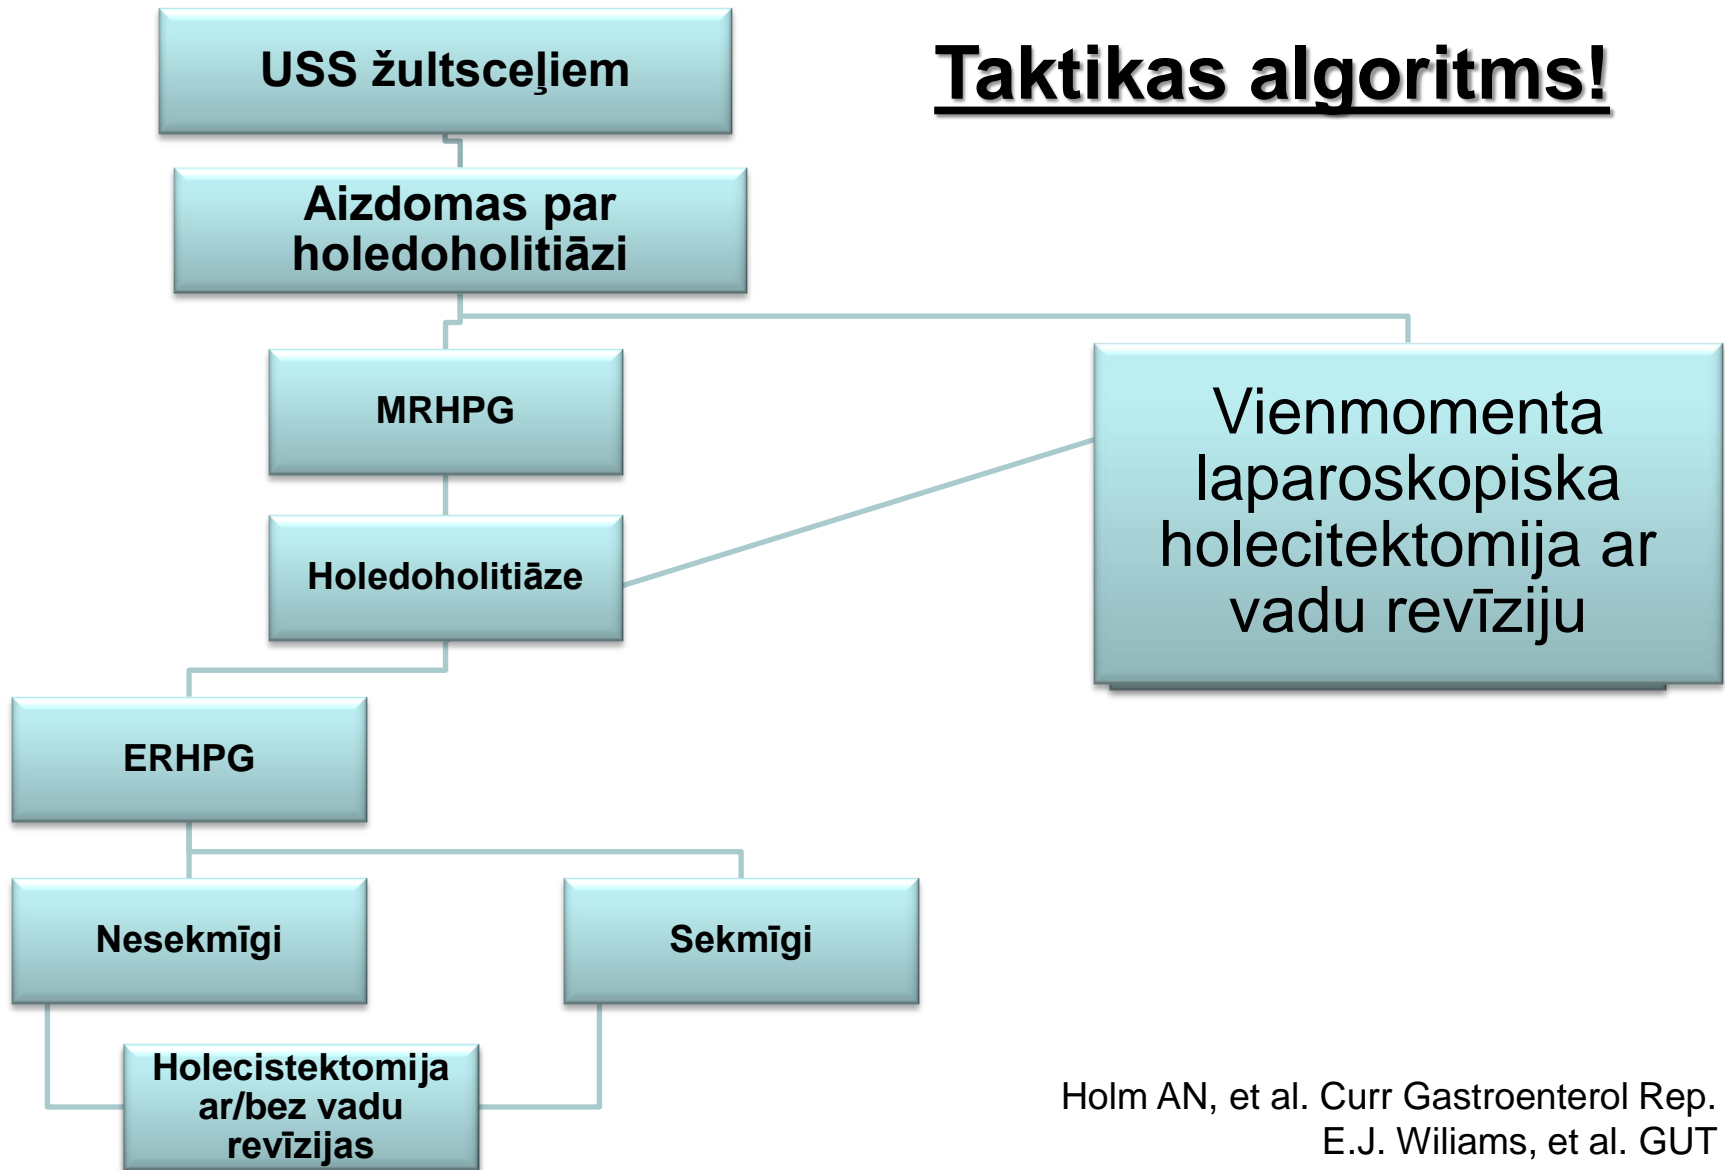 USS žultsceļiem
Taktikas algoritms!
Aizdomas par
holedoholitiāzi
MRHPG
Vienmomenta
laparoskopiska
holecitektomija ar
vadu revīziju
Holedoholitiāze
ERHPG
Nesekmīgi
Sekmīgi
Holecistektomija
ar/bez vadu
revīzijas
Holm AN, et al. Curr Gastroenterol Rep.
E.J. Wiliams, et al. GUT